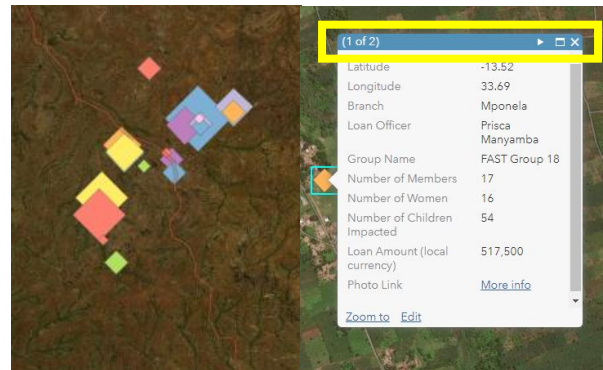 (1 of 2)
Latitude -13.52
Longitude 33.69
Branch Mponela
Loan Officer Prisca
Manyamba
Group Name FAST Group 18
Number of Members 17
Number of Women 16
Number of Children 54
Impacted
Loan Amount (local 517,500
currency)
Photo Link More info
Zoom to Edit